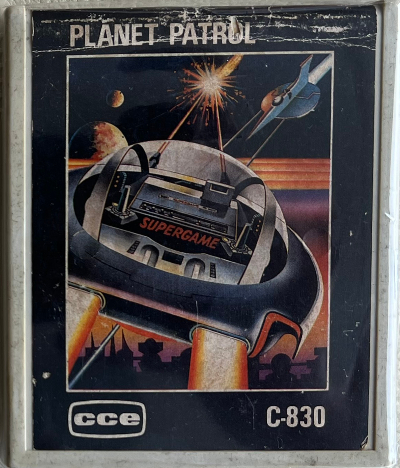 PLANET PATROL
SUPERGAME
cce
C-830